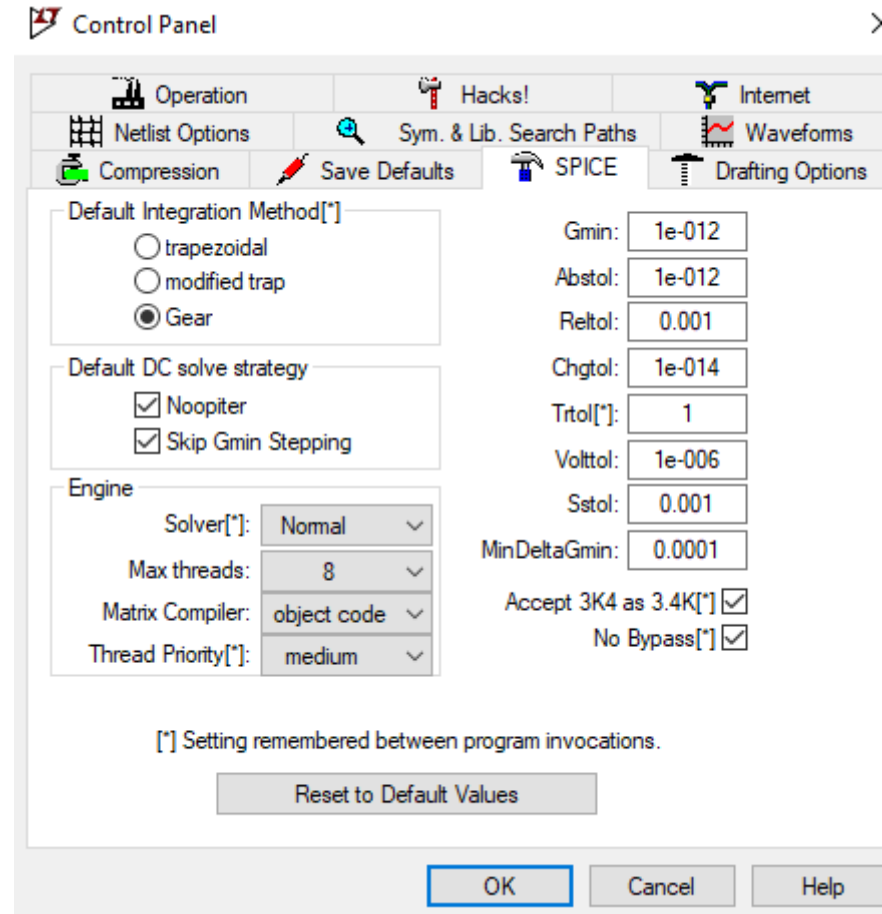 Control Panel
Operation
Hacks!
Internet
Netlist Options
Sym. & Lib. Search Paths
Waveforms
Compression
Save Defaults
SPICE
Drafting Options
Default Integration Method[*]
trapezoidal
modified trap
Gear
Default DC solve strategy
Noopiter
Skip Gmin Stepping
Engine
Solver[*]: Normal
Max threads: 8
Matrix Compiler: object code
Thread Priority[*]: medium
Gmin: 1e-012
Abstol: 1e-012
Reltol: 0.001
Chgtol: 1e-014
Trtol[*]: 1
Volttol: 1e-006
Sstol: 0.001
MinDeltaGmin: 0.0001
Accept 3K4 as 3.4K[*]
No Bypass[*]
[*] Setting remembered between program invocations.
Reset to Default Values
OK
Cancel
Help